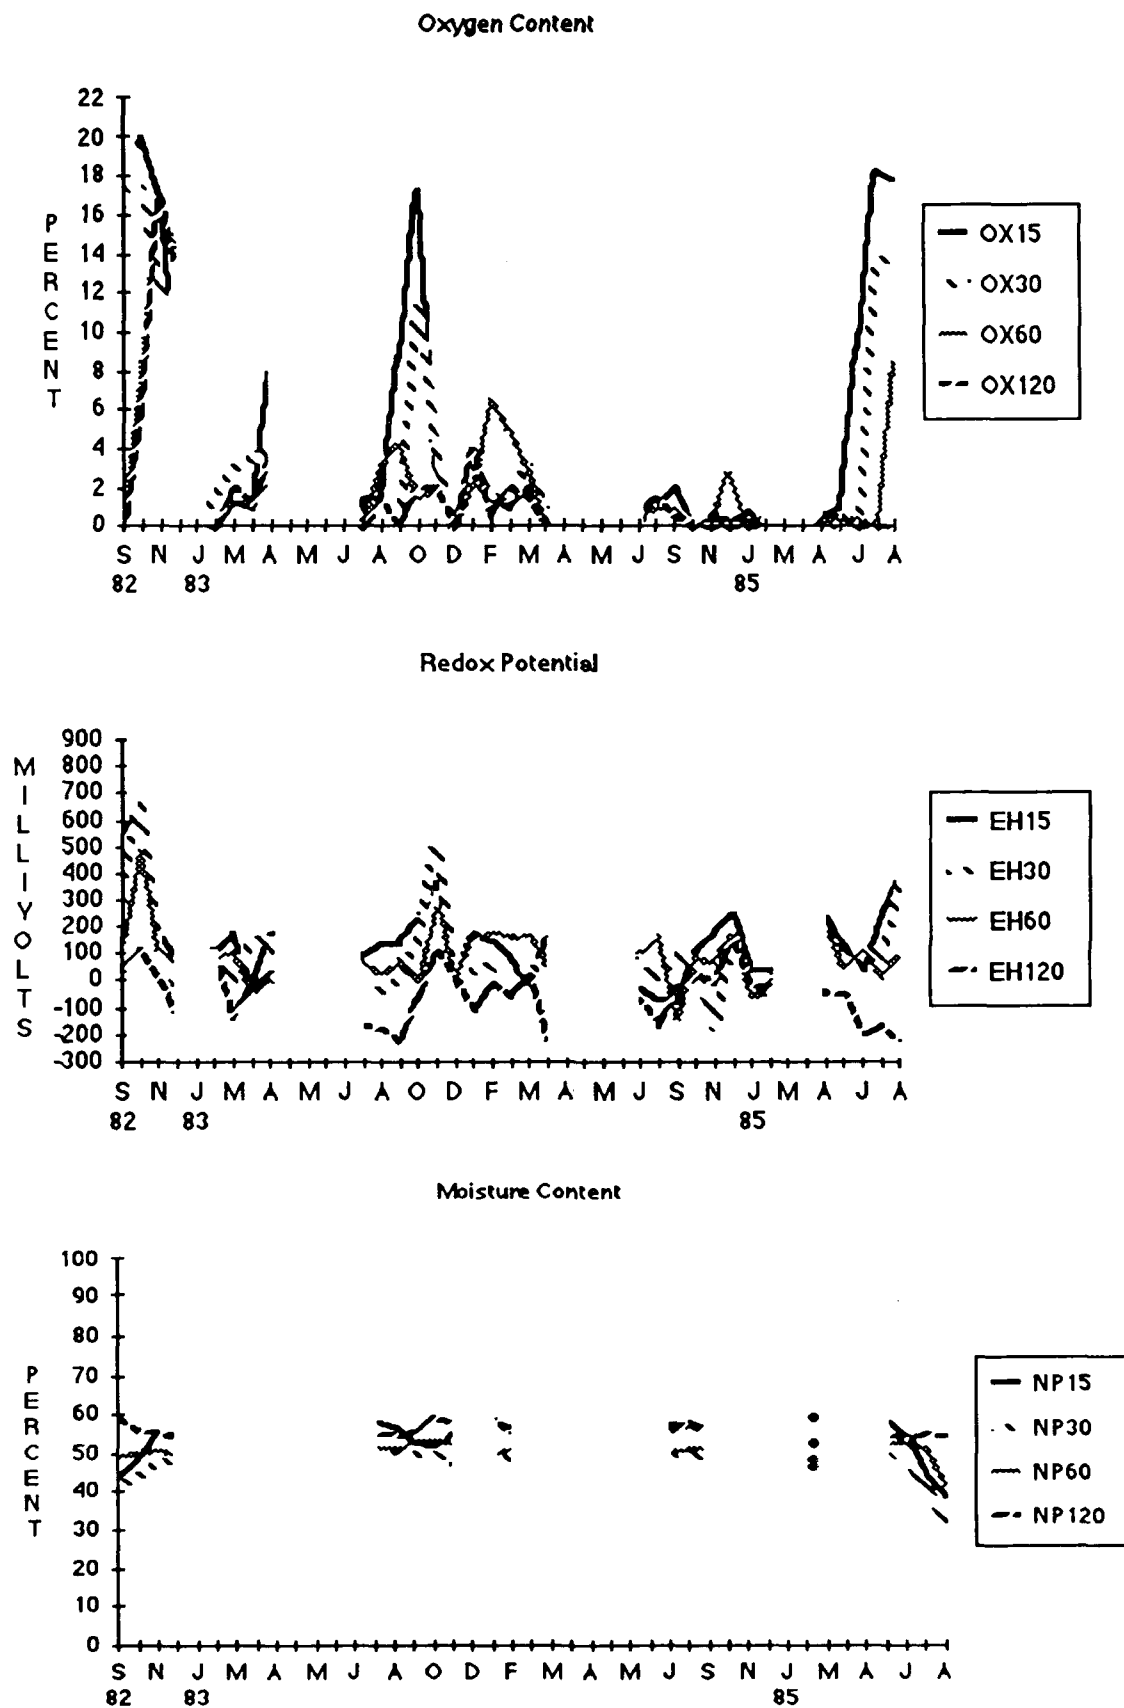 Oxygen Content
22
20
18
16
14
12
10
8
6
4
2
0
PERCENT
S N J M A M J A O D F M A M J S N J M A J A
82 83 85
OX15
OX30
OX60
OX120
Redox Potential
900
800
700
600
500
400
300
200
100
0
-100
-200
-300
MILLIVOLTS
S N J M A M J A O D F M A M J S N J M A J A
82 83 85
EH15
EH30
EH60
EH120
Moisture Content
100
90
80
70
60
50
40
30
20
10
0
PERCENT
S N J M A M J A O D F M A M J S N J M A J A
82 83 85
NP15
NP30
NP60
NP120